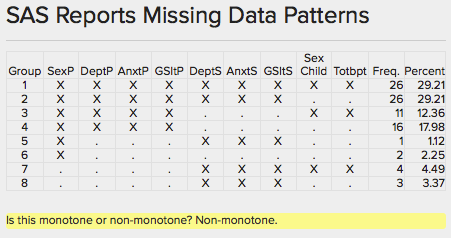 SAS Reports Missing Data Patterns
Sex
Group SexP DeptP AnxtP GSItP DeptS AnxtS GSItS Child Totbpt Freq. Percent
1 X X X X X X X X X 26 29.21
2 X X X X X X X . . 26 29.21
3 X X X X . . . X X 11 12.36
4 X X X X . . . . . 16 17.98
5 X . . . X X X . . 1 1.12
6 X . . . . . . . . 2 2.25
7 . . . . X X X X X 4 4.49
8 . . . . X X X . . 3 3.37
Is this monotone or non-monotone? Non-monotone.